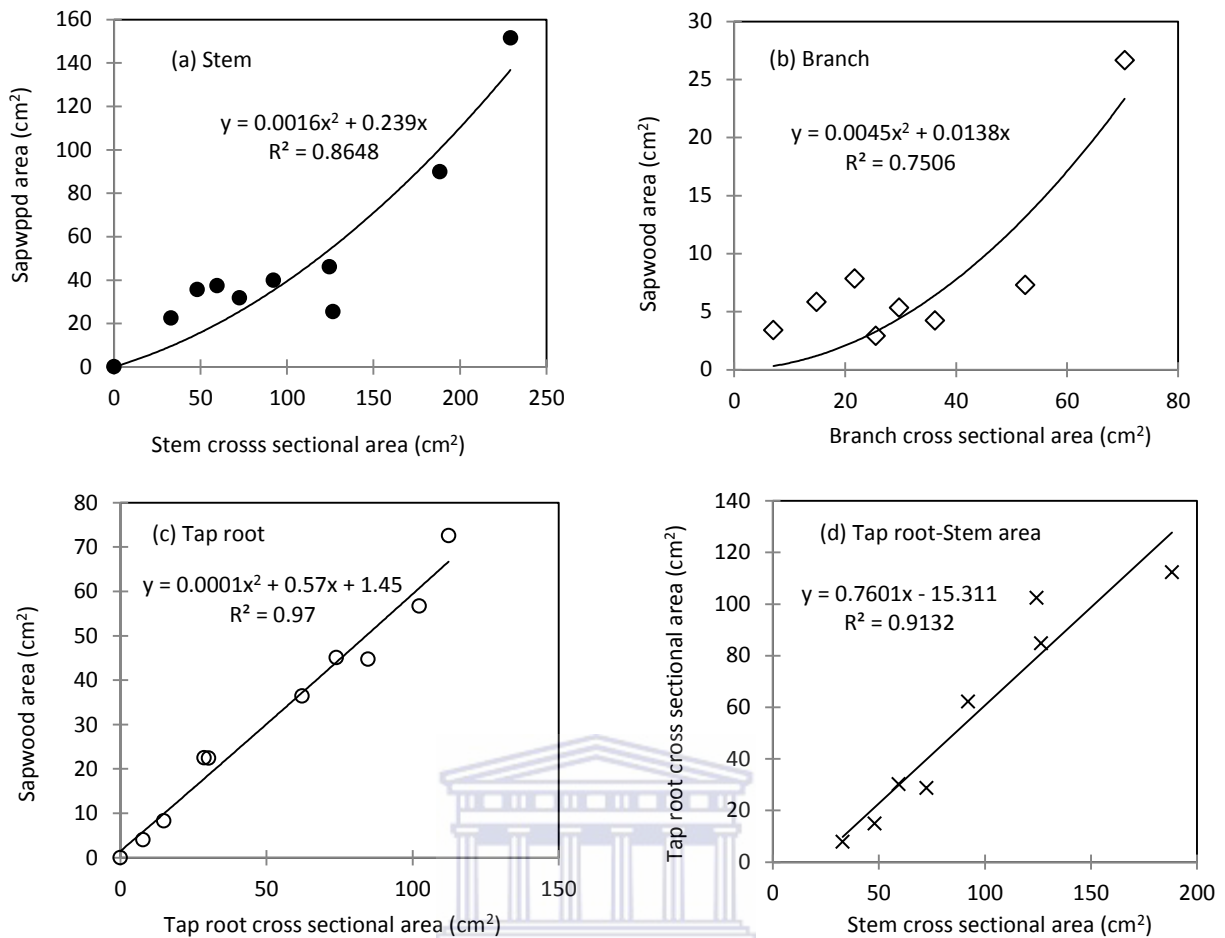 (a) Stem
y = 0.0016x² + 0.239x
R² = 0.8648
Sapwppd area (cm²)
160
140
120
100
80
60
40
20
0
0 50 100 150 200 250
Stem crosss sectional area (cm²)
(b) Branch
y = 0.0045x² + 0.0138x
R² = 0.7506
Sapwood area (cm²)
30
25
20
15
10
5
0
0 20 40 60 80
Branch cross sectional area (cm²)
(c) Tap root
y = 0.0001x² + 0.57x + 1.45
R² = 0.97
Sapwood area (cm²)
80
70
60
50
40
30
20
10
0
0 50 100 150
Tap root cross sectional area (cm²)
(d) Tap root-Stem area
y = 0.7601x - 15.311
R² = 0.9132
Tap root cross sectional area (cm²)
140
120
100
80
60
40
20
0
0 50 100 150 200
Stem cross sectional area (cm²)